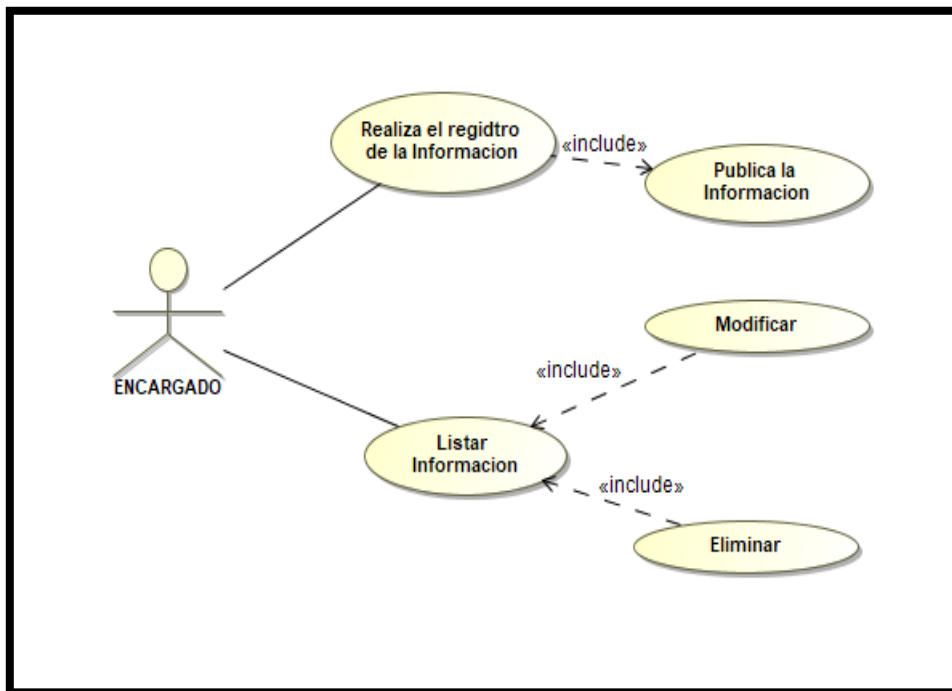 Realiza el regidtro
de la Informacion
«include»
Publica la
Informacion
Modificar
«include»
ENCARGADO
Listar
Informacion
«include»
Eliminar